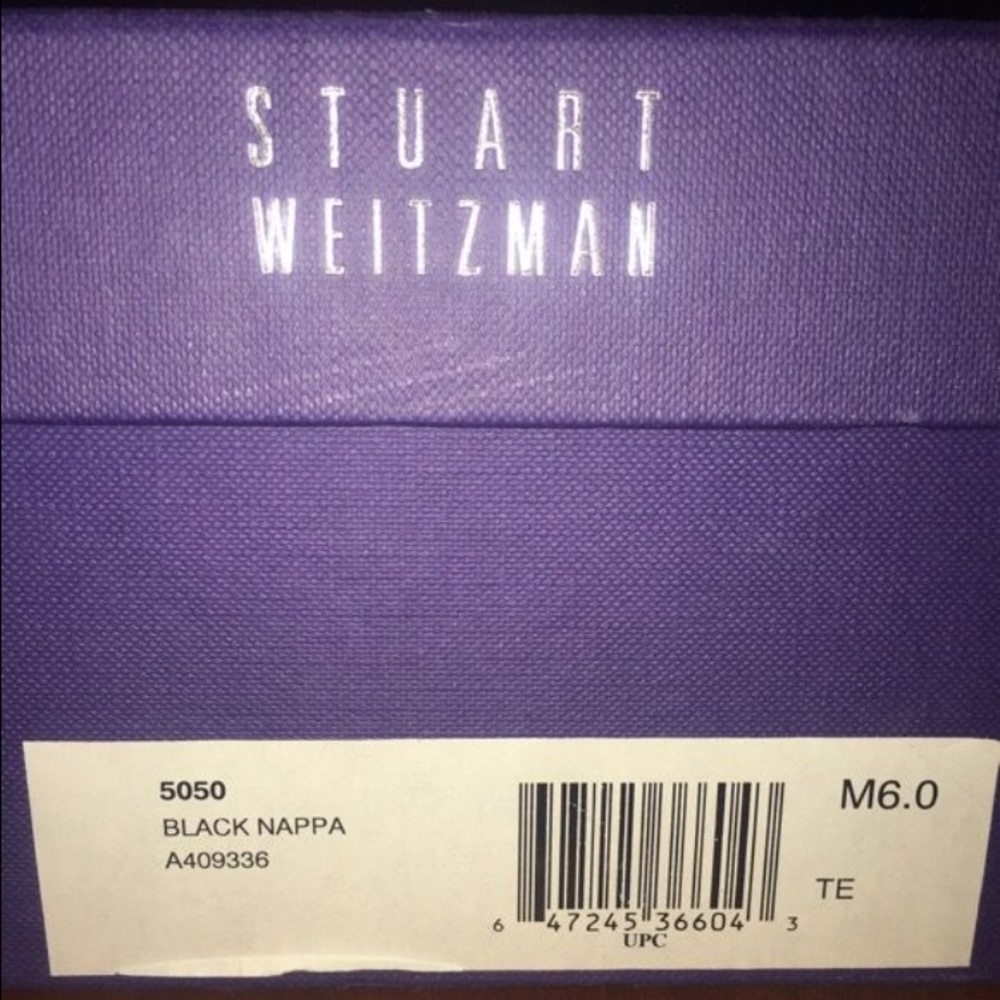 STUART
WEITZMAN
5050
BLACK NAPPA
A409336
M6.0
TE
6 47245 36604 3
UPC